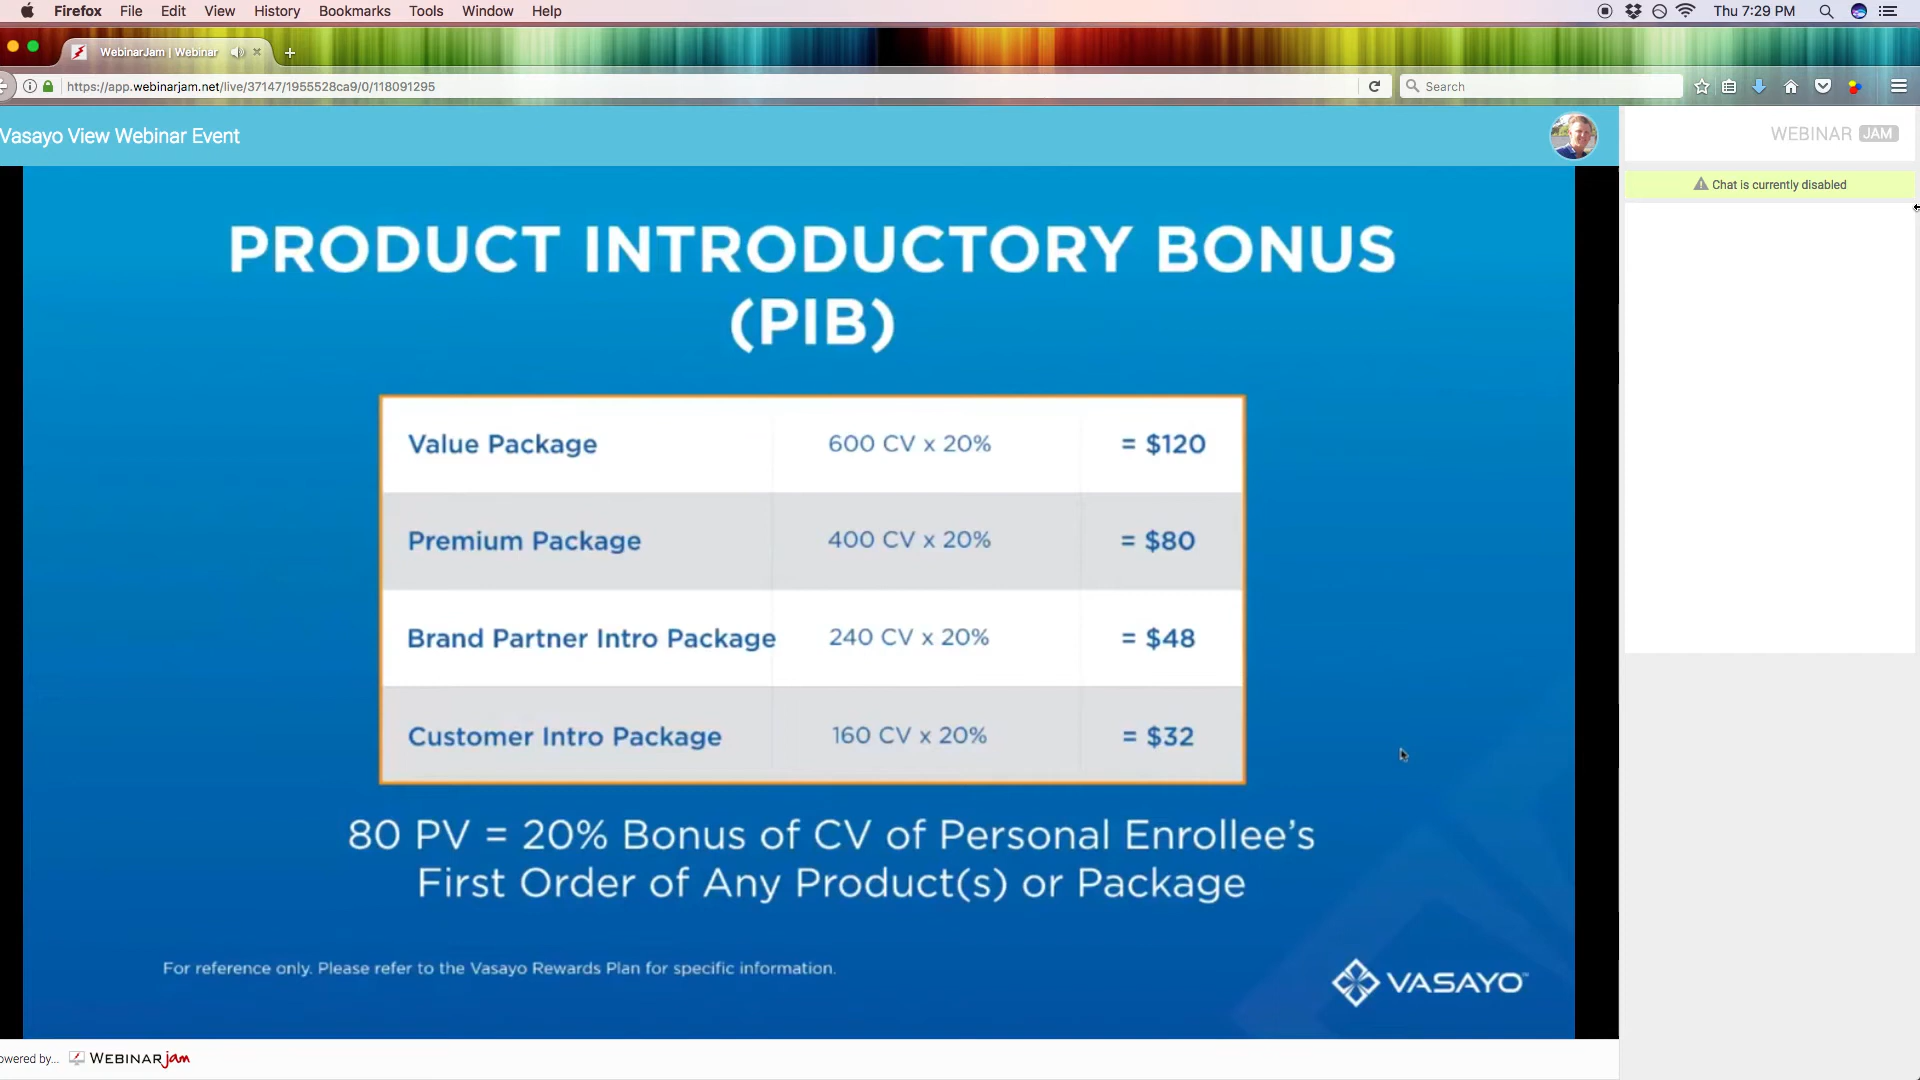 Firefox File Edit View History Bookmarks Tools Window Help Thu 7:29 PM
WebinarJam | Webinar
https://app.webinarjam.net/live/37147/1955528ca9/0/118091295 Search
Vasayo View Webinar Event
WEBINAR JAM
Chat is currently disabled
PRODUCT INTRODUCTORY BONUS
(PIB)
Value Package 600 CV x 20% = $120
Premium Package 400 CV x 20% = $80
Brand Partner Intro Package 240 CV x 20% = $48
Customer Intro Package 160 CV x 20% = $32
80 PV = 20% Bonus of CV of Personal Enrollee's
First Order of Any Product(s) or Package
For reference only. Please refer to the Vasayo Rewards Plan for specific information.
VASAYO™
owered by... WEBINARjam